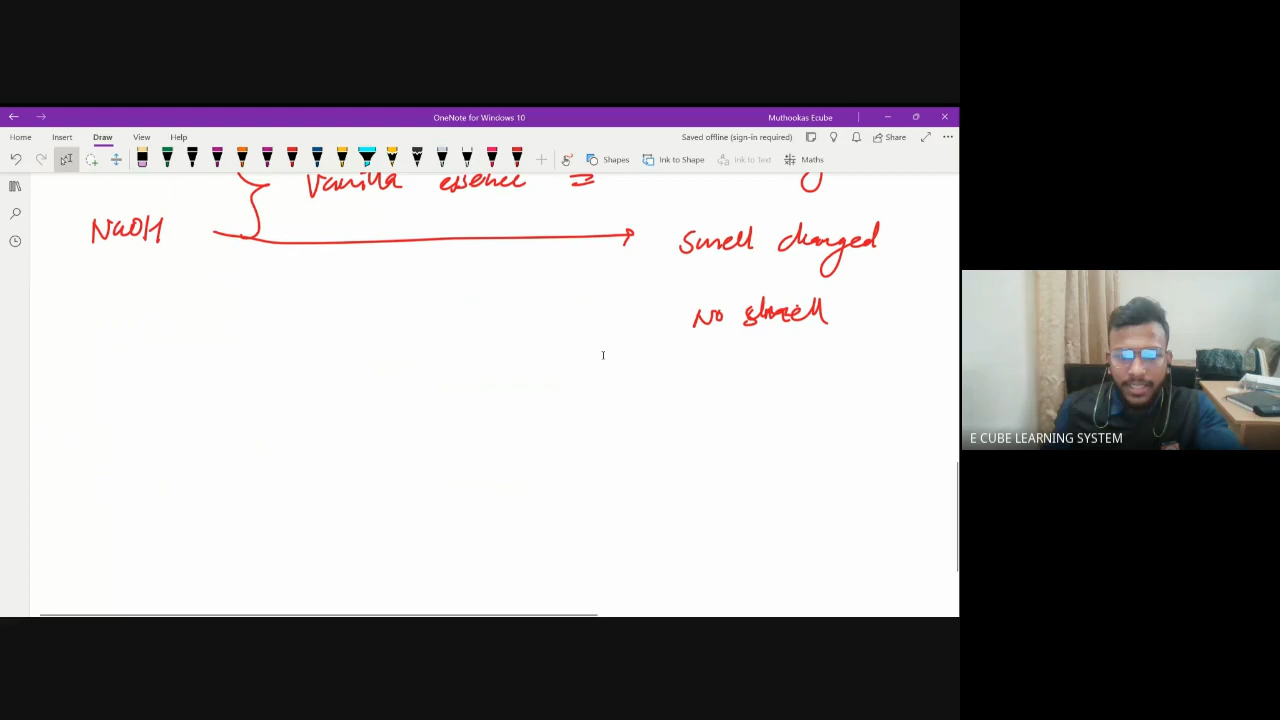 OneNote for Windows 10
Muthookas Ecube
Home Insert Draw View Help
Saved offline (sign-in required)
Share
Shapes
Ink to Shape
Ink to Text
Maths
Vanilla essence =
NaOH
Smell changed
No smell
E CUBE LEARNING SYSTEM